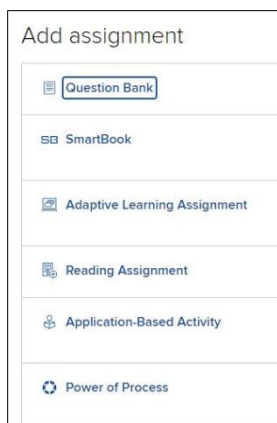 Add assignment
Question Bank
SB SmartBook
Adaptive Learning Assignment
Reading Assignment
Application-Based Activity
Power of Process